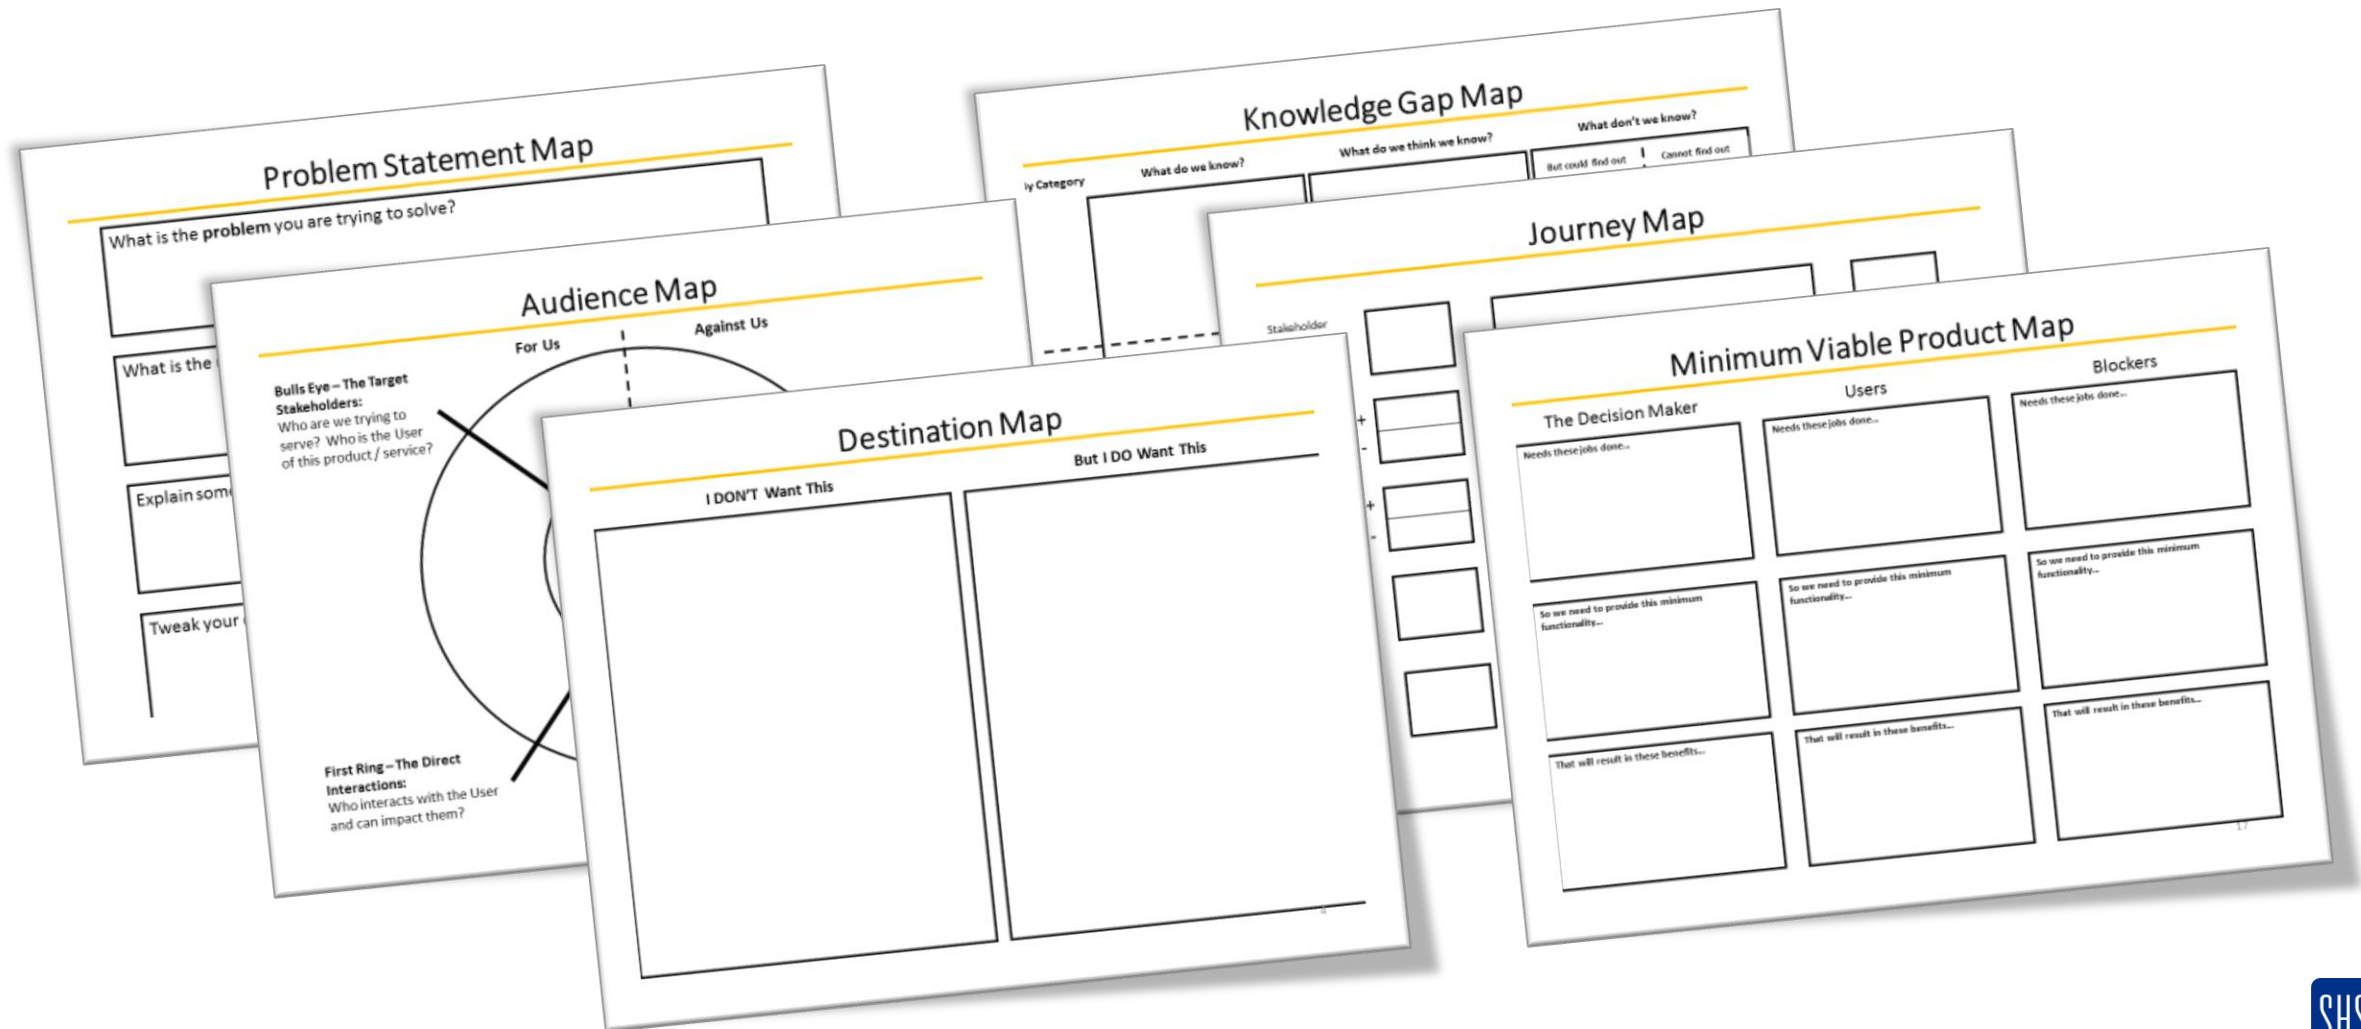 Problem Statement Map
What is the problem you are trying to solve?
What is the
Explain some
Tweak your
Audience Map
For Us
Against Us
Bulls Eye – The Target
Stakeholders:
Who are we trying to
serve? Who is the User
of this product / service?
First Ring – The Direct
Interactions:
Who interacts with the User
and can impact them?
Destination Map
I DON'T Want This
But I DO Want This
4
Knowledge Gap Map
What do we know?
What do we think we know?
What don't we know?
But could find out
Cannot find out
ly Category
Journey Map
Stakeholder
+
-
+
-
Minimum Viable Product Map
The Decision Maker
Users
Blockers
Needs these jobs done...
Needs these jobs done...
Needs these jobs done...
So we need to provide this minimum
functionality...
So we need to provide this minimum
functionality...
So we need to provide this minimum
functionality...
That will result in these benefits...
That will result in these benefits...
That will result in these benefits...
17
SHS